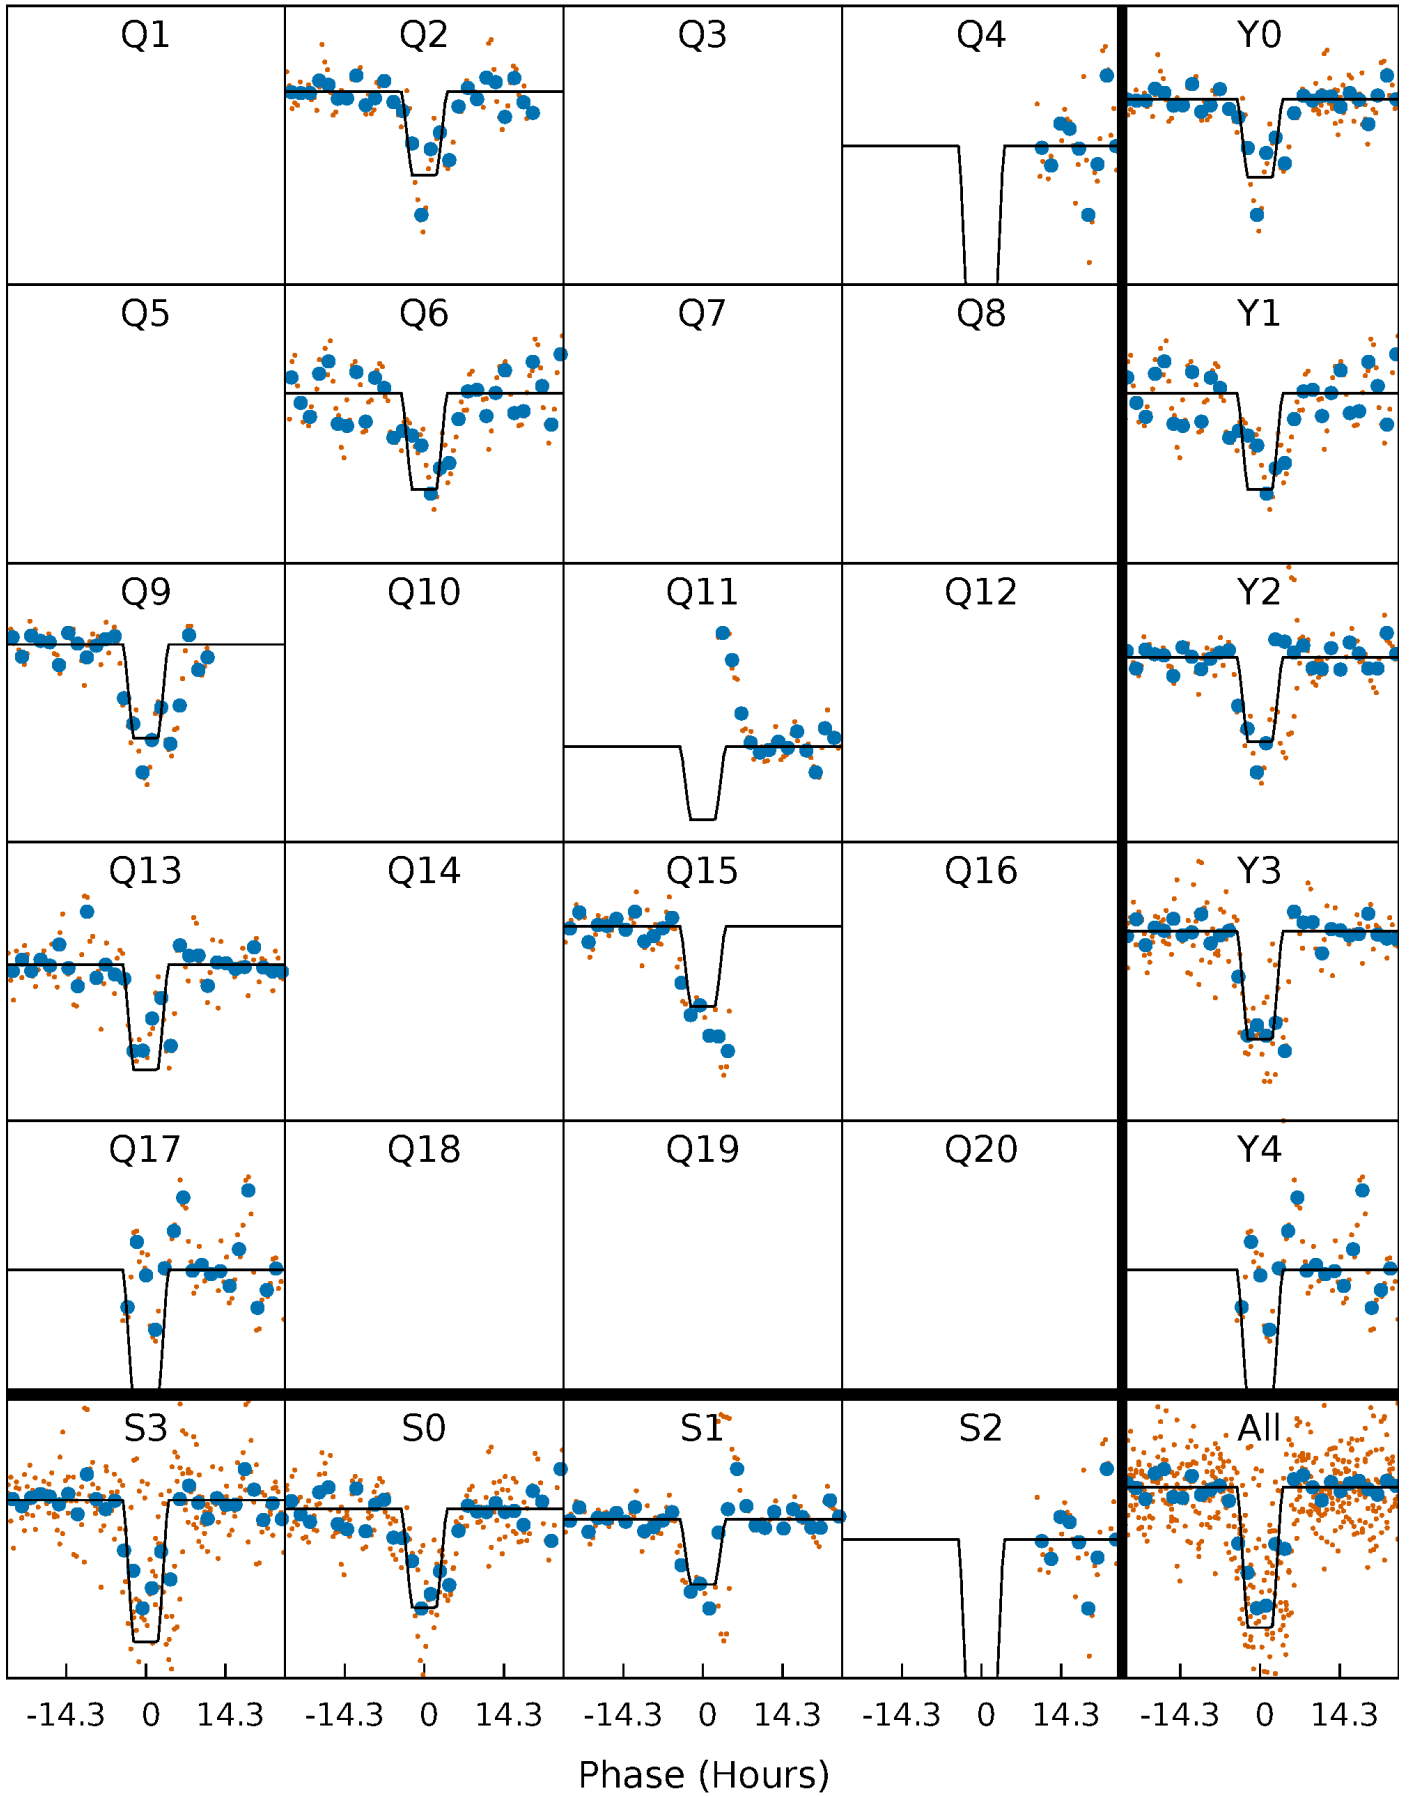 Q1 Q2 Q3 Q4 Y0
Q5 Q6 Q7 Q8 Y1
Q9 Q10 Q11 Q12 Y2
Q13 Q14 Q15 Q16 Y3
Q17 Q18 Q19 Q20 Y4
S3 S0 S1 S2 All
-14.3 0 14.3 -14.3 0 14.3 -14.3 0 14.3 -14.3 0 14.3 -14.3 0 14.3
Phase (Hours)